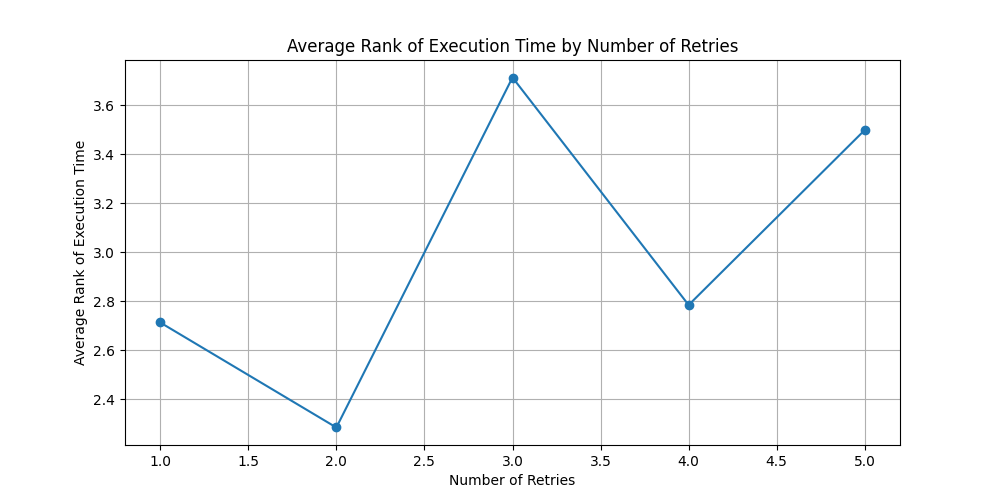 Average Rank of Execution Time by Number of Retries
Average Rank of Execution Time
3.6
3.4
3.2
3.0
2.8
2.6
2.4
1.0 1.5 2.0 2.5 3.0 3.5 4.0 4.5 5.0
Number of Retries